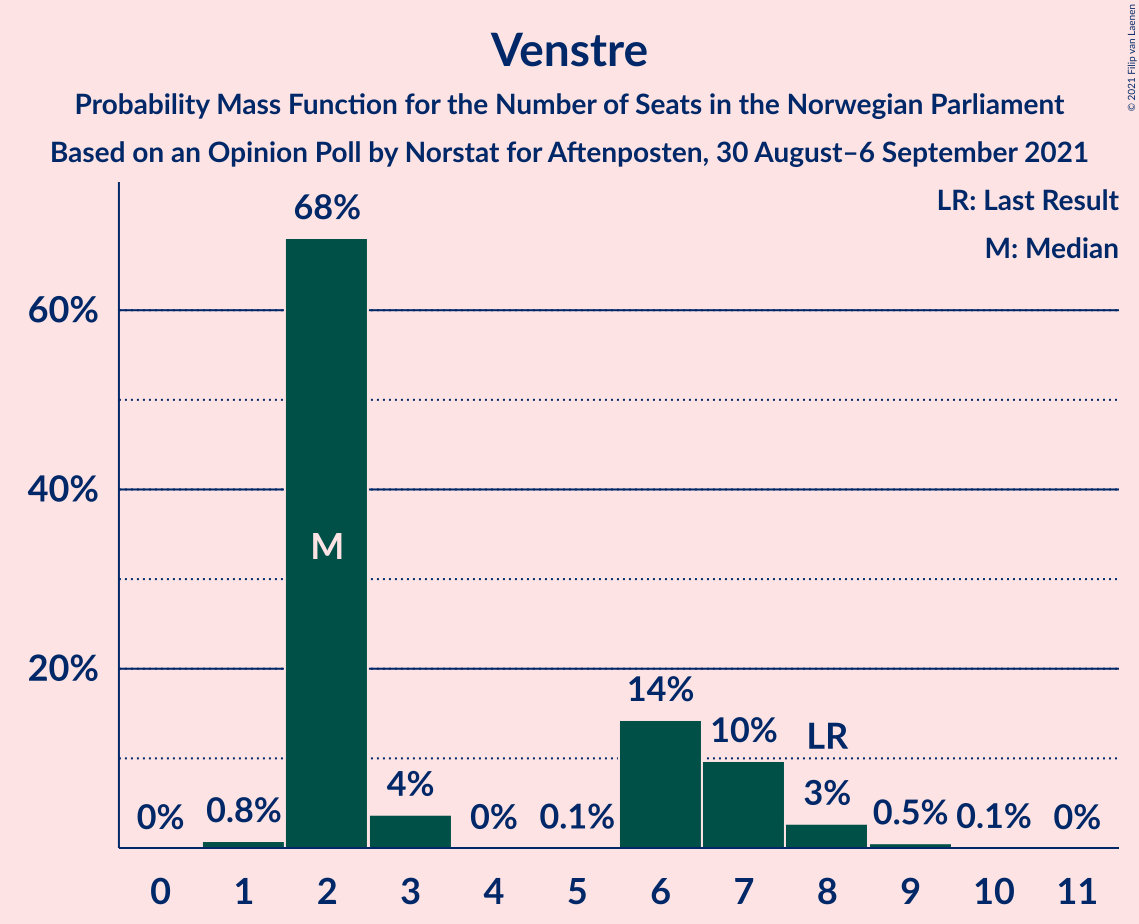 Venstre
Probability Mass Function for the Number of Seats in the Norwegian Parliament
Based on an Opinion Poll by Norstat for Aftenposten, 30 August–6 September 2021
© 2021 Filip van Laenen
LR: Last Result
M: Median
60%
40%
20%
0%
0.8%
68%
M
4%
0%
0.1%
14%
10%
LR
3%
0.5%
0.1%
0%
0 1 2 3 4 5 6 7 8 9 10 11